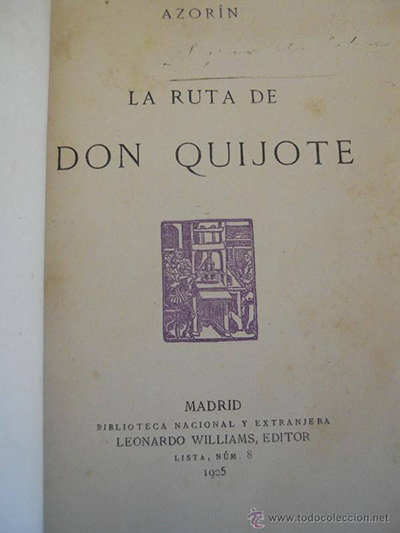 AZORÍN
LA RUTA DE
DON QUIJOTE
MADRID
BIBLIOTECA NACIONAL Y EXTRANJERA
LEONARDO WILLIAMS, EDITOR
LISTA, NÚM. 8
1905
© todocoleccion
www.todocoleccion.net